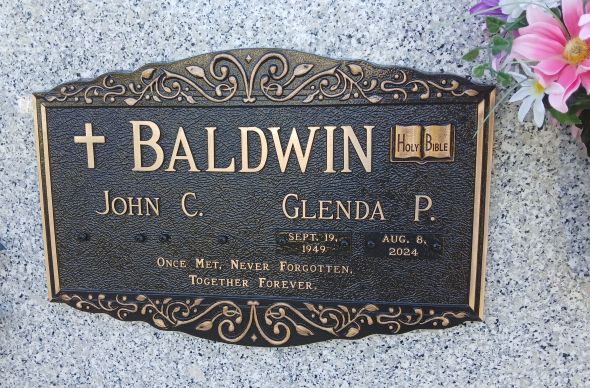 BALDWIN
HOLY BIBLE
JOHN C. GLENDA P.
SEPT. 19, 1949
AUG. 8, 2024
ONCE MET, NEVER FORGOTTEN,
TOGETHER FOREVER.